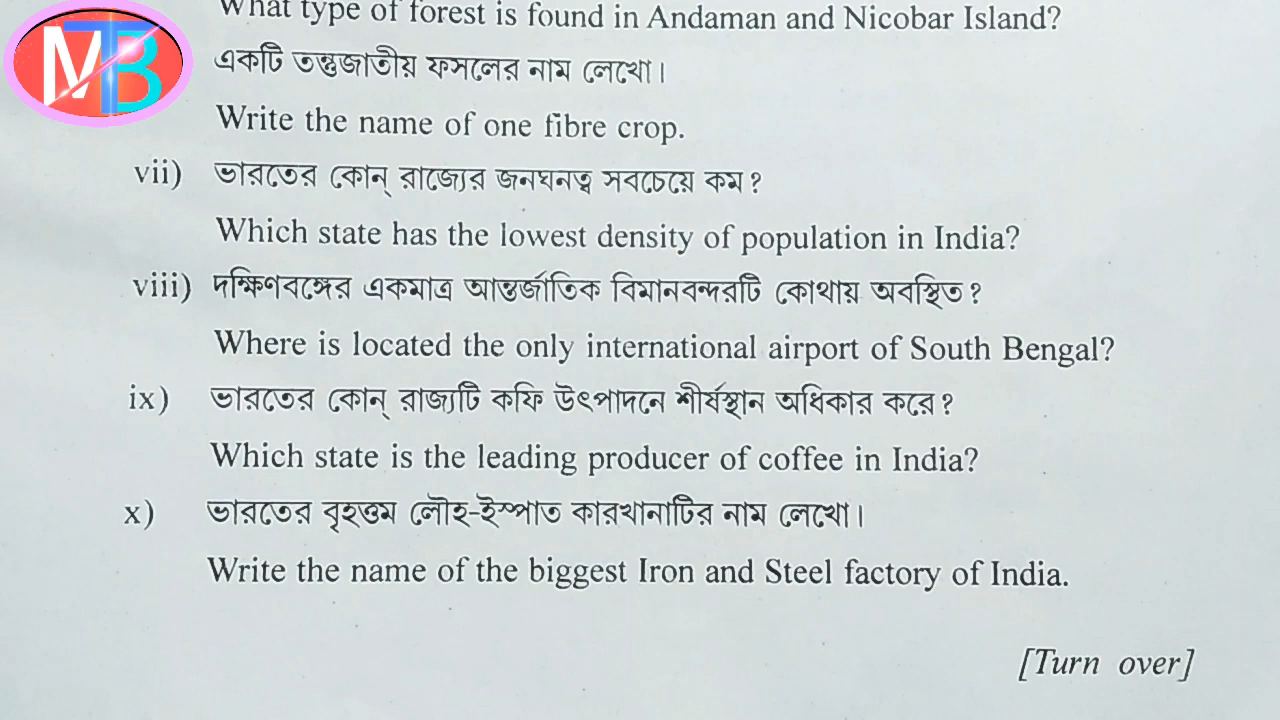 What type of forest is found in Andaman and Nicobar Island?
একটি তন্তুজাতীয় ফসলের নাম লেখো।
Write the name of one fibre crop.
vii) ভারতের কোন্ রাজ্যের জনঘনত্ব সবচেয়ে কম?
Which state has the lowest density of population in India?
viii) দক্ষিণবঙ্গের একমাত্র আন্তর্জাতিক বিমানবন্দরটি কোথায় অবস্থিত?
Where is located the only international airport of South Bengal?
ix) ভারতের কোন্ রাজ্যটি কফি উৎপাদনে শীর্ষস্থান অধিকার করে?
Which state is the leading producer of coffee in India?
x) ভারতের বৃহত্তম লৌহ-ইস্পাত কারখানাটির নাম লেখো।
Write the name of the biggest Iron and Steel factory of India.
[Turn over]
MTB